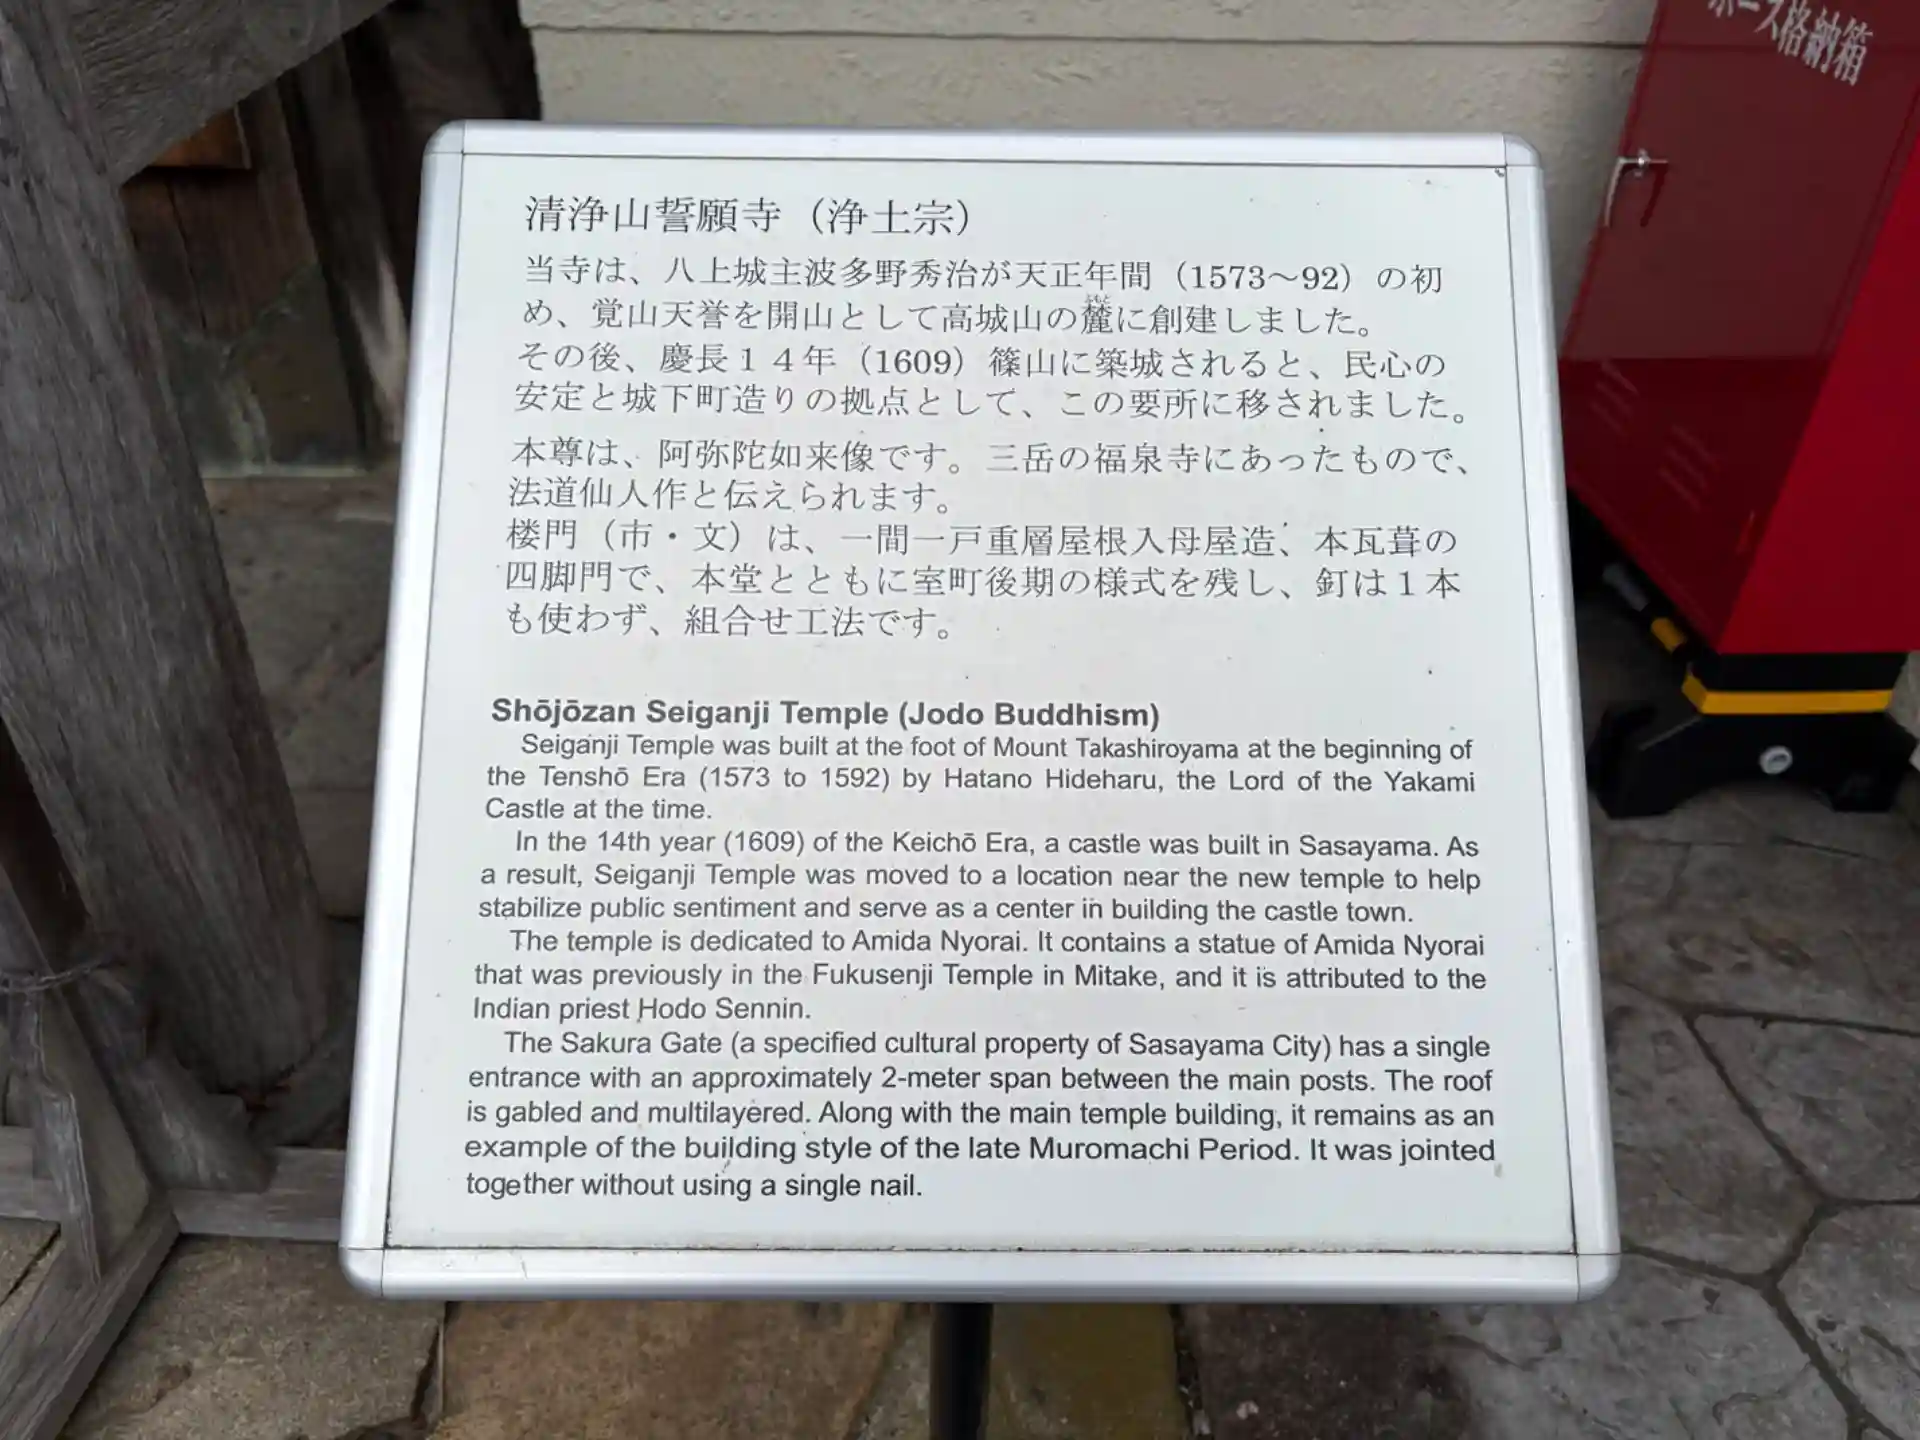 ホース格納箱
清浄山誓願寺（浄土宗）
当寺は、八上城主波多野秀治が天正年間（1573〜92）の初
め、覚山天誉を開山として高城山の麓に創建しました。
その後、慶長１４年（1609）篠山に築城されると、民心の
安定と城下町造りの拠点として、この要所に移されました。
本尊は、阿弥陀如来像です。三岳の福泉寺にあったもので、
法道仙人作と伝えられます。
楼門（市・文）は、一間一戸重層屋根入母屋造、本瓦葺の
四脚門で、本堂とともに室町後期の様式を残し、釘は１本
も使わず、組合せ工法です。
Shōjōzan Seiganji Temple (Jodo Buddhism)
Seiganji Temple was built at the foot of Mount Takashiroyama at the beginning of
the Tenshō Era (1573 to 1592) by Hatano Hideharu, the Lord of the Yakami
Castle at the time.
In the 14th year (1609) of the Keichō Era, a castle was built in Sasayama. As
a result, Seiganji Temple was moved to a location near the new temple to help
stabilize public sentiment and serve as a center in building the castle town.
The temple is dedicated to Amida Nyorai. It contains a statue of Amida Nyorai
that was previously in the Fukusenji Temple in Mitake, and it is attributed to the
Indian priest Hodo Sennin.
The Sakura Gate (a specified cultural property of Sasayama City) has a single
entrance with an approximately 2-meter span between the main posts. The roof
is gabled and multilayered. Along with the main temple building, it remains as an
example of the building style of the late Muromachi Period. It was jointed
together without using a single nail.